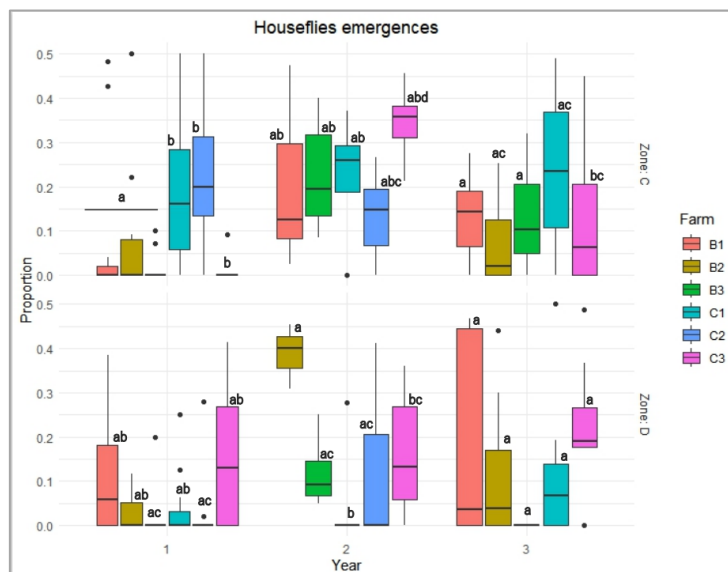 Houseflies emergences
Proportion
0.5
0.4
0.3
0.2
0.1
0.0
a
b
b
b
ab
ab
ab
abc
abd
a
ac
a
ac
bc
Zone: C
0.5
0.4
0.3
0.2
0.1
0.0
ab
ab
ac
ab
ac
ab
a
ac
b
ac
bc
a
a
a
a
a
Zone: D
1
2
3
Year
Farm
B1
B2
B3
C1
C2
C3